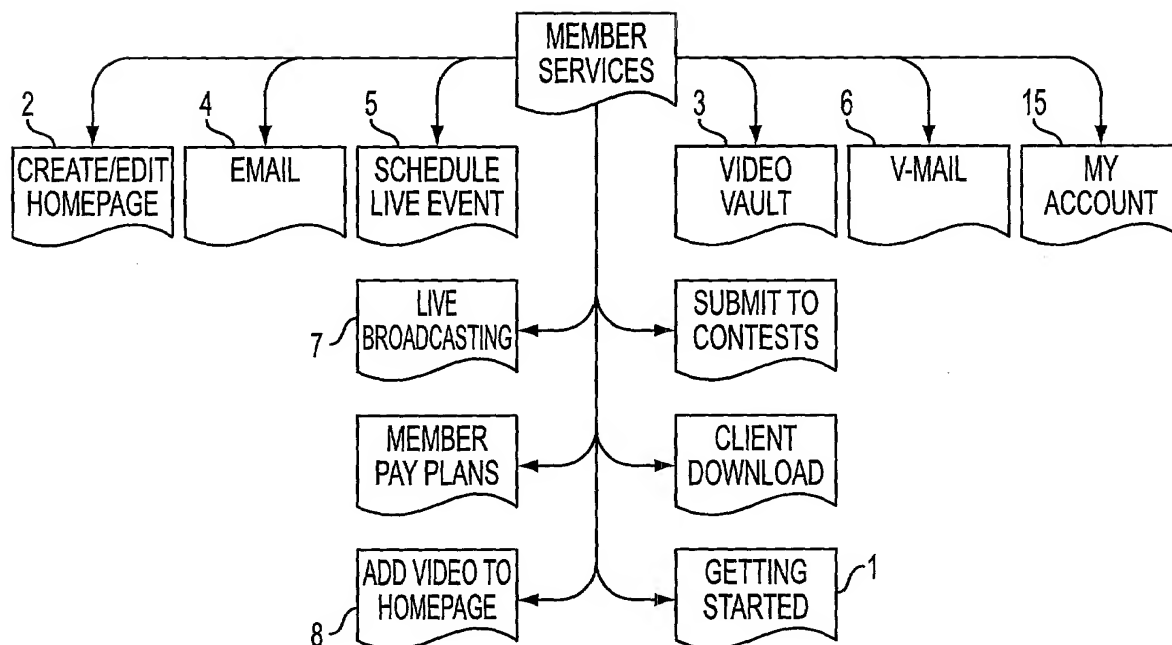 MEMBER
SERVICES
2
4
5
3
6
15
CREATE/EDIT
HOMEPAGE
EMAIL
SCHEDULE
LIVE EVENT
VIDEO
VAULT
V-MAIL
MY
ACCOUNT
7
LIVE
BROADCASTING
SUBMIT TO
CONTESTS
MEMBER
PAY PLANS
CLIENT
DOWNLOAD
8
ADD VIDEO TO
HOMEPAGE
GETTING
STARTED
1